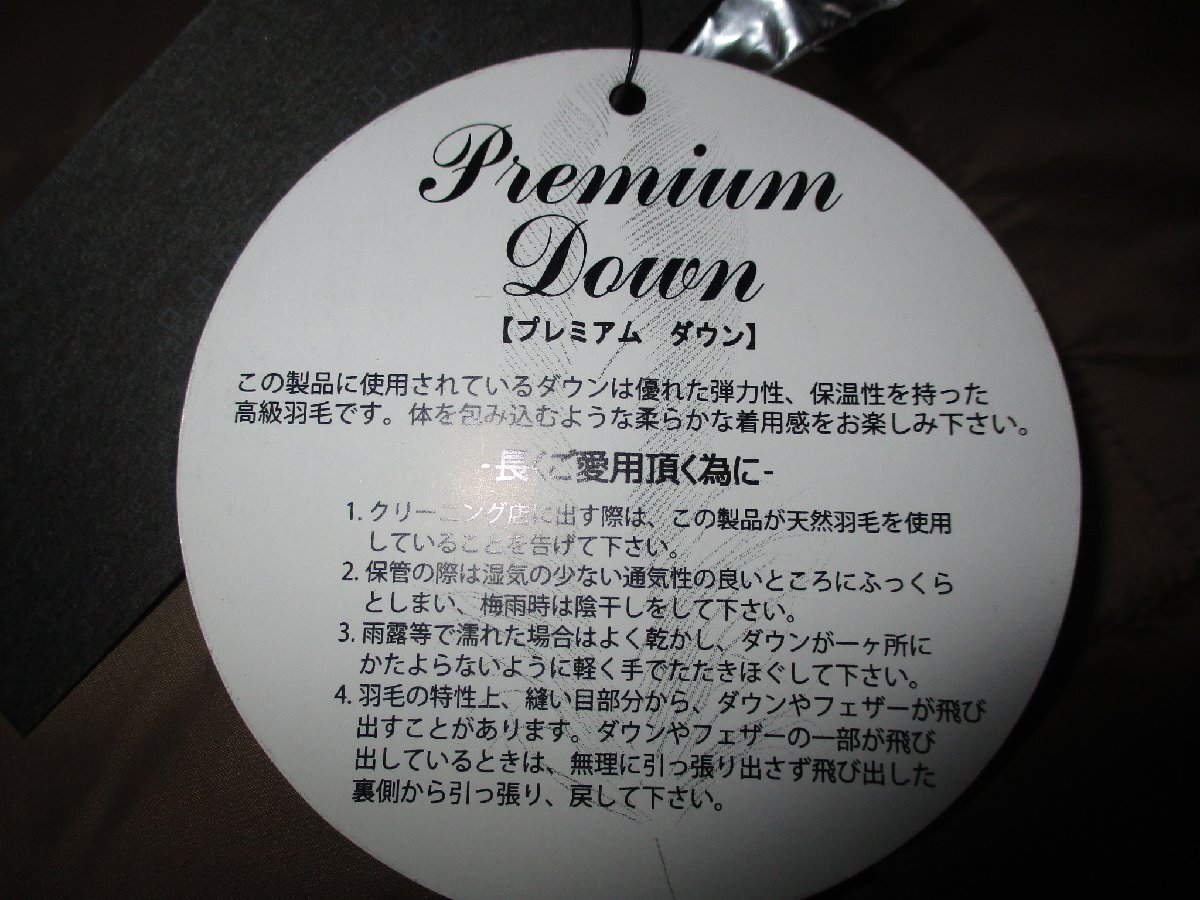 Premium
Down
【プレミアム ダウン】
この製品に使用されているダウンは優れた弾力性、保温性を持った
高級羽毛です。体を包み込むような柔らかな着用感をお楽しみ下さい。
-長くご愛用頂く為に-
1. クリーニング店に出す際は、この製品が天然羽毛を使用
していることを告げて下さい。
2. 保管の際は湿気の少ない通気性の良いところにふっくら
としまい、梅雨時は陰干しをして下さい。
3. 雨露等で濡れた場合はよく乾かし、ダウンが一ヶ所に
かたよらないように軽く手でたたきほぐして下さい。
4. 羽毛の特性上、縫い目部分から、ダウンやフェザーが飛び
出すことがあります。ダウンやフェザーの一部が飛び
出しているときは、無理に引っ張り出さず飛び出した
裏側から引っ張り、戻して下さい。